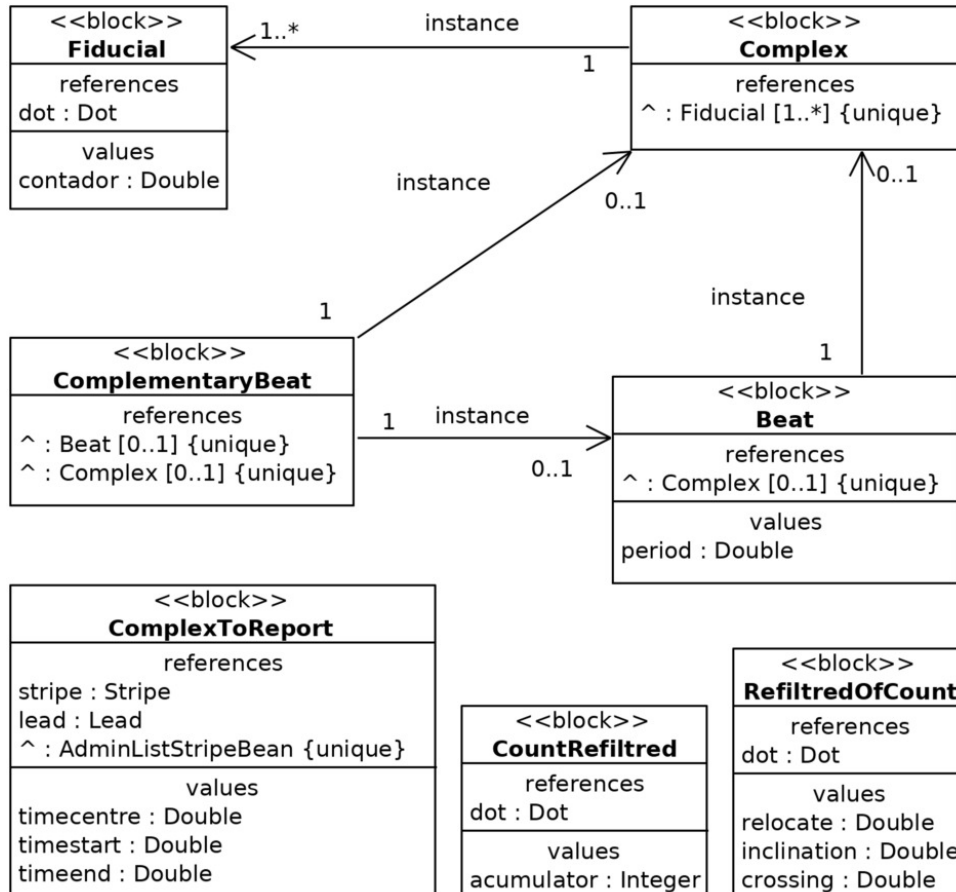 <<block>>
Fiducial
references
dot : Dot
values
contador : Double
1..*
instance
1
<<block>>
Complex
references
^ : Fiducial [1..*] {unique}
instance
0..1
1
0..1
instance
1
<<block>>
ComplementaryBeat
references
^ : Beat [0..1] {unique}
^ : Complex [0..1] {unique}
1
instance
0..1
<<block>>
Beat
references
^ : Complex [0..1] {unique}
values
period : Double
<<block>>
ComplexToReport
references
stripe : Stripe
lead : Lead
^ : AdminListStripeBean {unique}
values
timecentre : Double
timestart : Double
timeend : Double
<<block>>
CountRefiltred
references
dot : Dot
values
acumulator : Integer
<<block>>
RefiltredOfCount
references
dot : Dot
values
relocate : Double
inclination : Double
crossing : Double